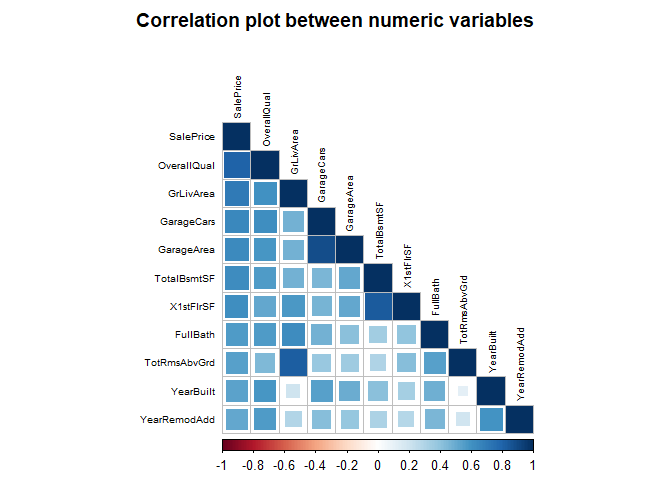 Correlation plot between numeric variables
SalePrice
OverallQual
GrLivArea
GarageCars
GarageArea
TotalBsmtSF
X1stFlrSF
FullBath
TotRmsAbvGrd
YearBuilt
YearRemodAdd
SalePrice
OverallQual
GrLivArea
GarageCars
GarageArea
TotalBsmtSF
X1stFlrSF
FullBath
TotRmsAbvGrd
YearBuilt
YearRemodAdd
-1 -0.8 -0.6 -0.4 -0.2 0 0.2 0.4 0.6 0.8 1